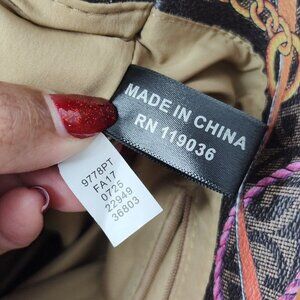 MADE IN CHINA
RN 119036
9778PT
FA17
0725
22949
36803